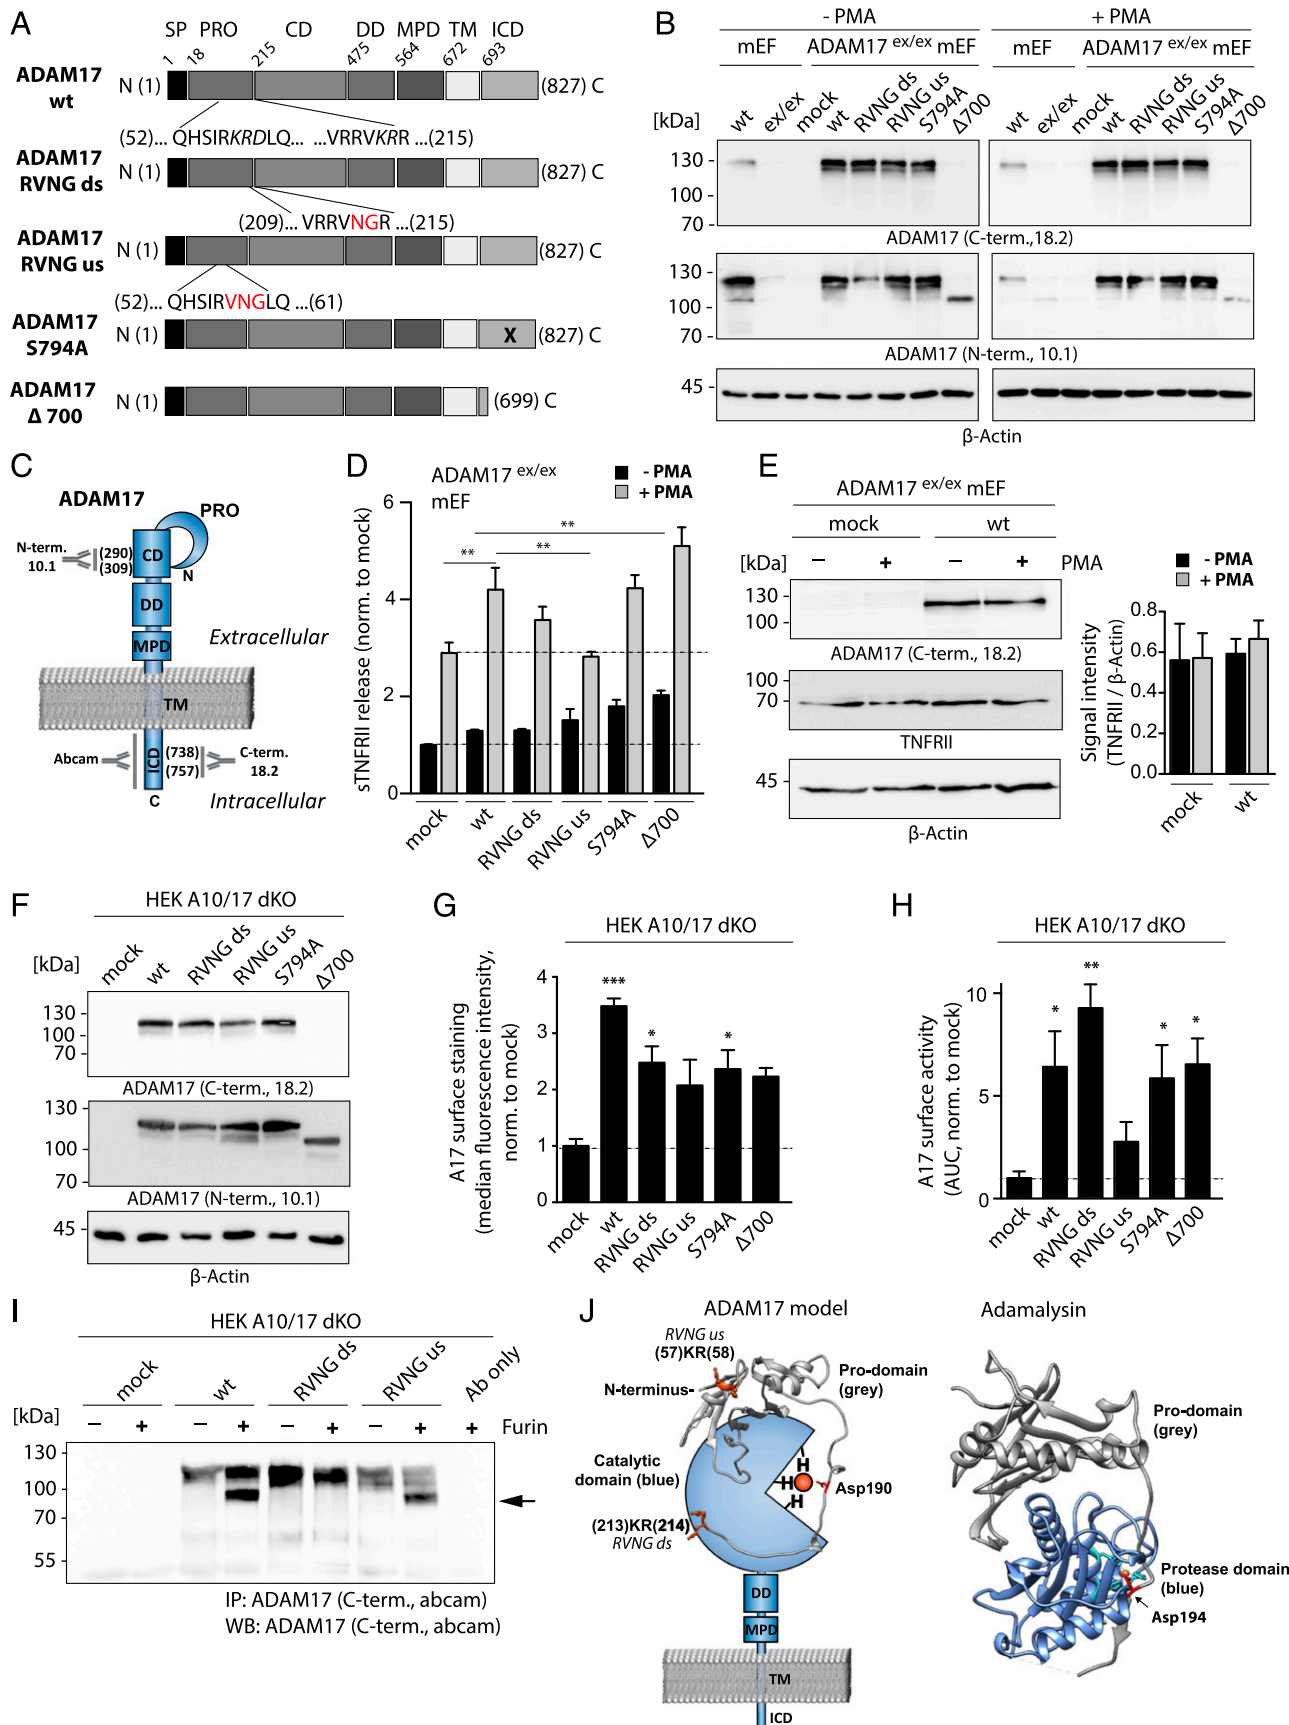 A
SP PRO CD DD MPD TM ICD
1 18 215 475 564 672 693
ADAM17 wt
N (1) (827) C
(52)... QHSIRKRDLQ... ...VRRVKRR ...(215)
ADAM17 RVNG ds
N (1) (827) C
(209)... VRRVNGR ...(215)
ADAM17 RVNG us
N (1) (827) C
(52)... QHSIRVNGLQ ...(61)
ADAM17 S794A
N (1) X (827) C
ADAM17 Δ 700
N (1) (699) C
B
- PMA + PMA
mEF ADAM17 ex/ex mEF mEF ADAM17 ex/ex mEF
[kDa] wt ex/ex mock wt RVNG ds RVNG us S794A Δ700 wt ex/ex mock wt RVNG ds RVNG us S794A Δ700
130
100
70
ADAM17 (C-term.,18.2)
130
100
70
ADAM17 (N-term., 10.1)
45
β-Actin
C
ADAM17
PRO
N-term. 10.1
(290)
(309)
CD
N
DD
MPD
Extracellular
TM
Abcam
ICD
(738)
(757)
C-term. 18.2
C
Intracellular
D
ADAM17 ex/ex mEF
- PMA
+ PMA
sTNFRII release (norm. to mock)
6
4
2
0
** ** **
mock wt RVNG ds RVNG us S794A Δ700
E
ADAM17 ex/ex mEF
mock wt
[kDa] – + – + PMA
130
100
ADAM17 (C-term., 18.2)
100
70
TNFRII
45
β-Actin
- PMA
+ PMA
Signal intensity (TNFRII / β-Actin)
0.8
0.6
0.4
0.2
0.0
mock wt
F
HEK A10/17 dKO
[kDa] mock wt RVNG ds RVNG us S794A Δ700
130
100
70
ADAM17 (C-term., 18.2)
130
100
70
ADAM17 (N-term., 10.1)
45
β-Actin
G
HEK A10/17 dKO
A17 surface staining (median fluorescence intensity, norm. to mock)
4
3
2
1
0
*** * *
mock wt RVNG ds RVNG us S794A Δ700
H
HEK A10/17 dKO
A17 surface activity (AUC, norm. to mock)
10
5
0
* ** * *
mock wt RVNG ds RVNG us S794A Δ700
I
HEK A10/17 dKO
mock wt RVNG ds RVNG us Ab only
[kDa] – + – + – + – + + Furin
130
100
70
55
IP: ADAM17 (C-term., abcam)
WB: ADAM17 (C-term., abcam)
J
ADAM17 model
RVNG us
(57)KR(58)
N-terminus-
Pro-domain (grey)
Catalytic domain (blue)
H
H
H
Asp190
(213)KR(214)
RVNG ds
DD
MPD
TM
ICD
Adamalysin
Pro-domain (grey)
Protease domain (blue)
Asp194